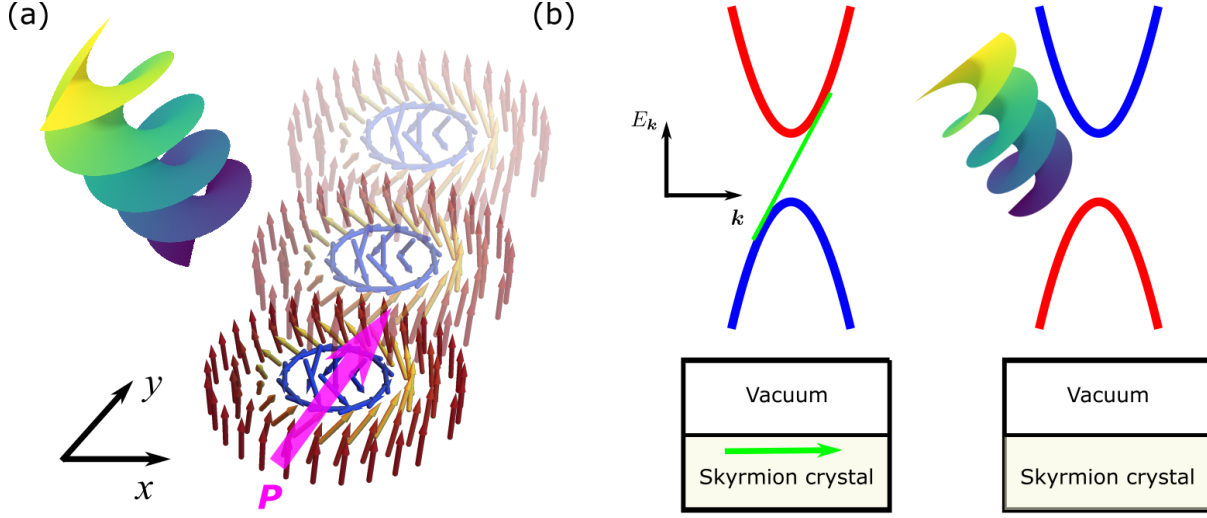 (a)
(b)
E_k
k
y
x
P
Vacuum
Skyrmion crystal
Vacuum
Skyrmion crystal